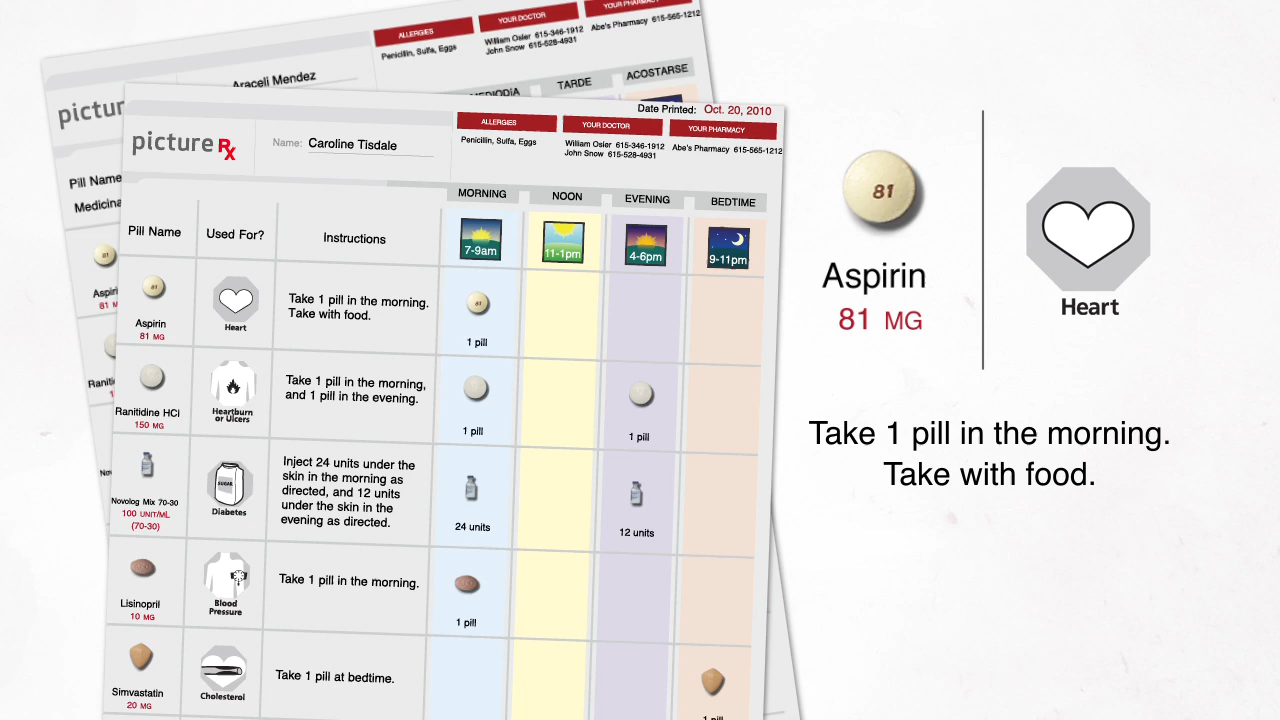 ALLERGIES
YOUR DOCTOR
YOUR PHARMACY
Penicillin, Sulfa, Eggs
William Osler 615-346-1912
John Snow 615-528-4931
Abe's Pharmacy 615-565-1212
Araceli Mendez
TARDE
ACOSTARSE
Pill Name
Date Printed: Oct. 20, 2010
picture Rx
Name: Caroline Tisdale
ALLERGIES
YOUR DOCTOR
YOUR PHARMACY
Penicillin, Sulfa, Eggs
William Osler 615-346-1912
John Snow 615-528-4931
Abe's Pharmacy 615-565-1212
MORNING
NOON
EVENING
BEDTIME
Pill Name
Used For?
Instructions
7-9am
11-1pm
4-6pm
9-11pm
81
Aspirin
81 MG
Heart
Take 1 pill in the morning.
Take with food.
81
1 pill
Ranitidine HCl
150 MG
Heartburn
or Ulcers
Take 1 pill in the morning,
and 1 pill in the evening.
1 pill
1 pill
Novolog Mix 70-30
100 UNIT/ML
(70-30)
SUGAR
Diabetes
Inject 24 units under the
skin in the morning as
directed, and 12 units
under the skin in the
evening as directed.
24 units
12 units
Lisinopril
10 MG
Blood
Pressure
Take 1 pill in the morning.
1 pill
Simvastatin
20 MG
Cholesterol
Take 1 pill at bedtime.
1 pill
81
Aspirin
81 MG
Heart
Take 1 pill in the morning.
Take with food.